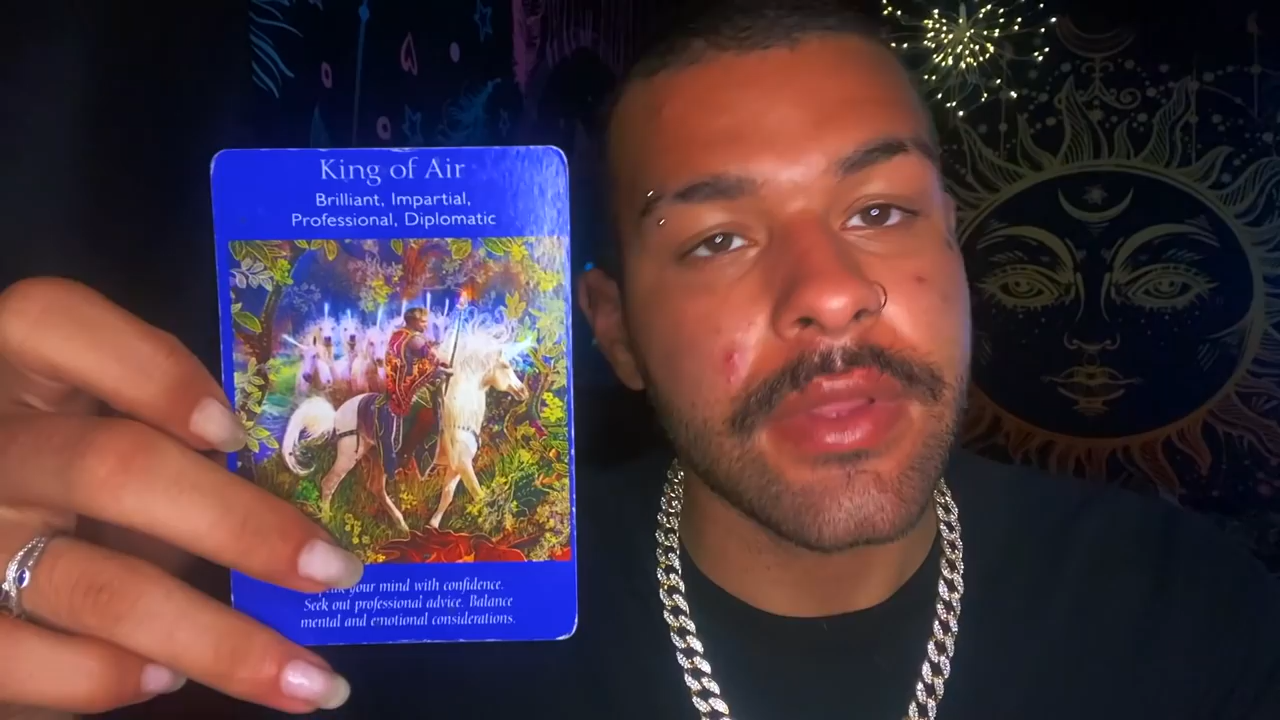 King of Air
Brilliant, Impartial,
Professional, Diplomatic
your mind with confidence.
Seek out professional advice. Balance
mental and emotional considerations.